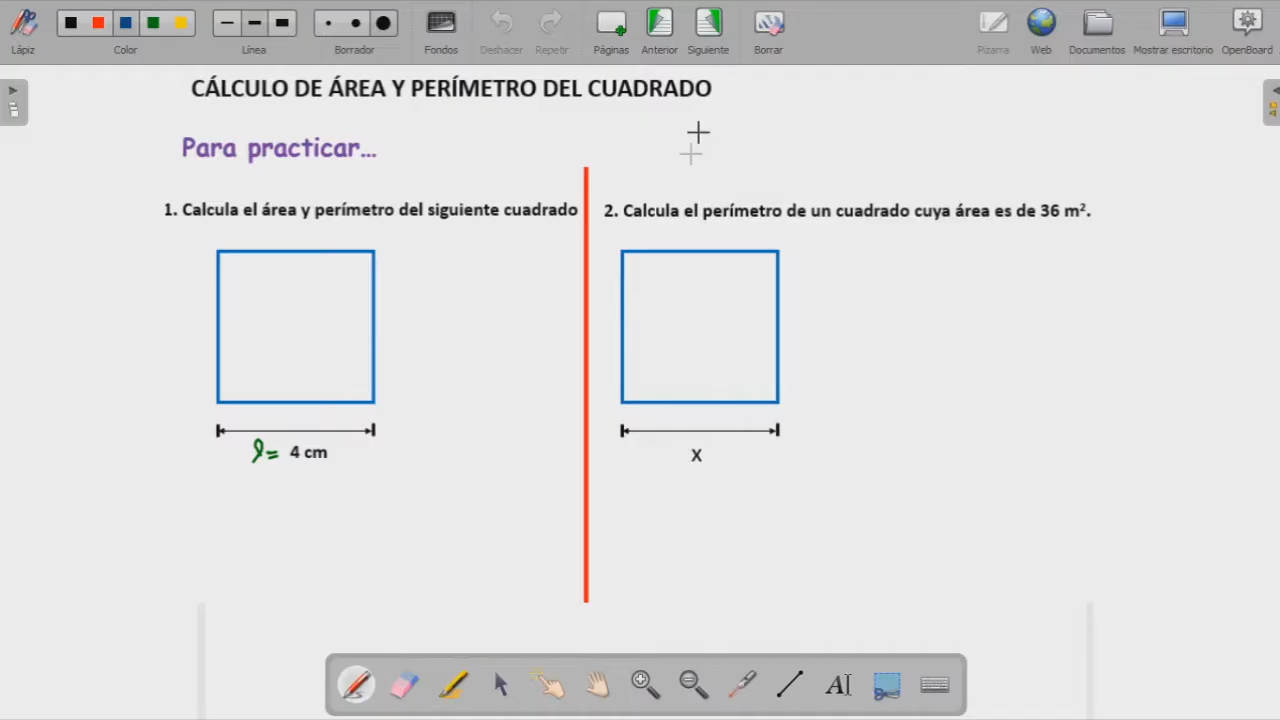 Lápiz Color Línea Borrador Fondos Deshacer Repetir Páginas Anterior Siguiente Borrar Pizarra Web Documentos Mostrar escritorio OpenBoard
CÁLCULO DE ÁREA Y PERÍMETRO DEL CUADRADO
Para practicar...
1. Calcula el área y perímetro del siguiente cuadrado
l= 4 cm
2. Calcula el perímetro de un cuadrado cuya área es de 36 m².
X